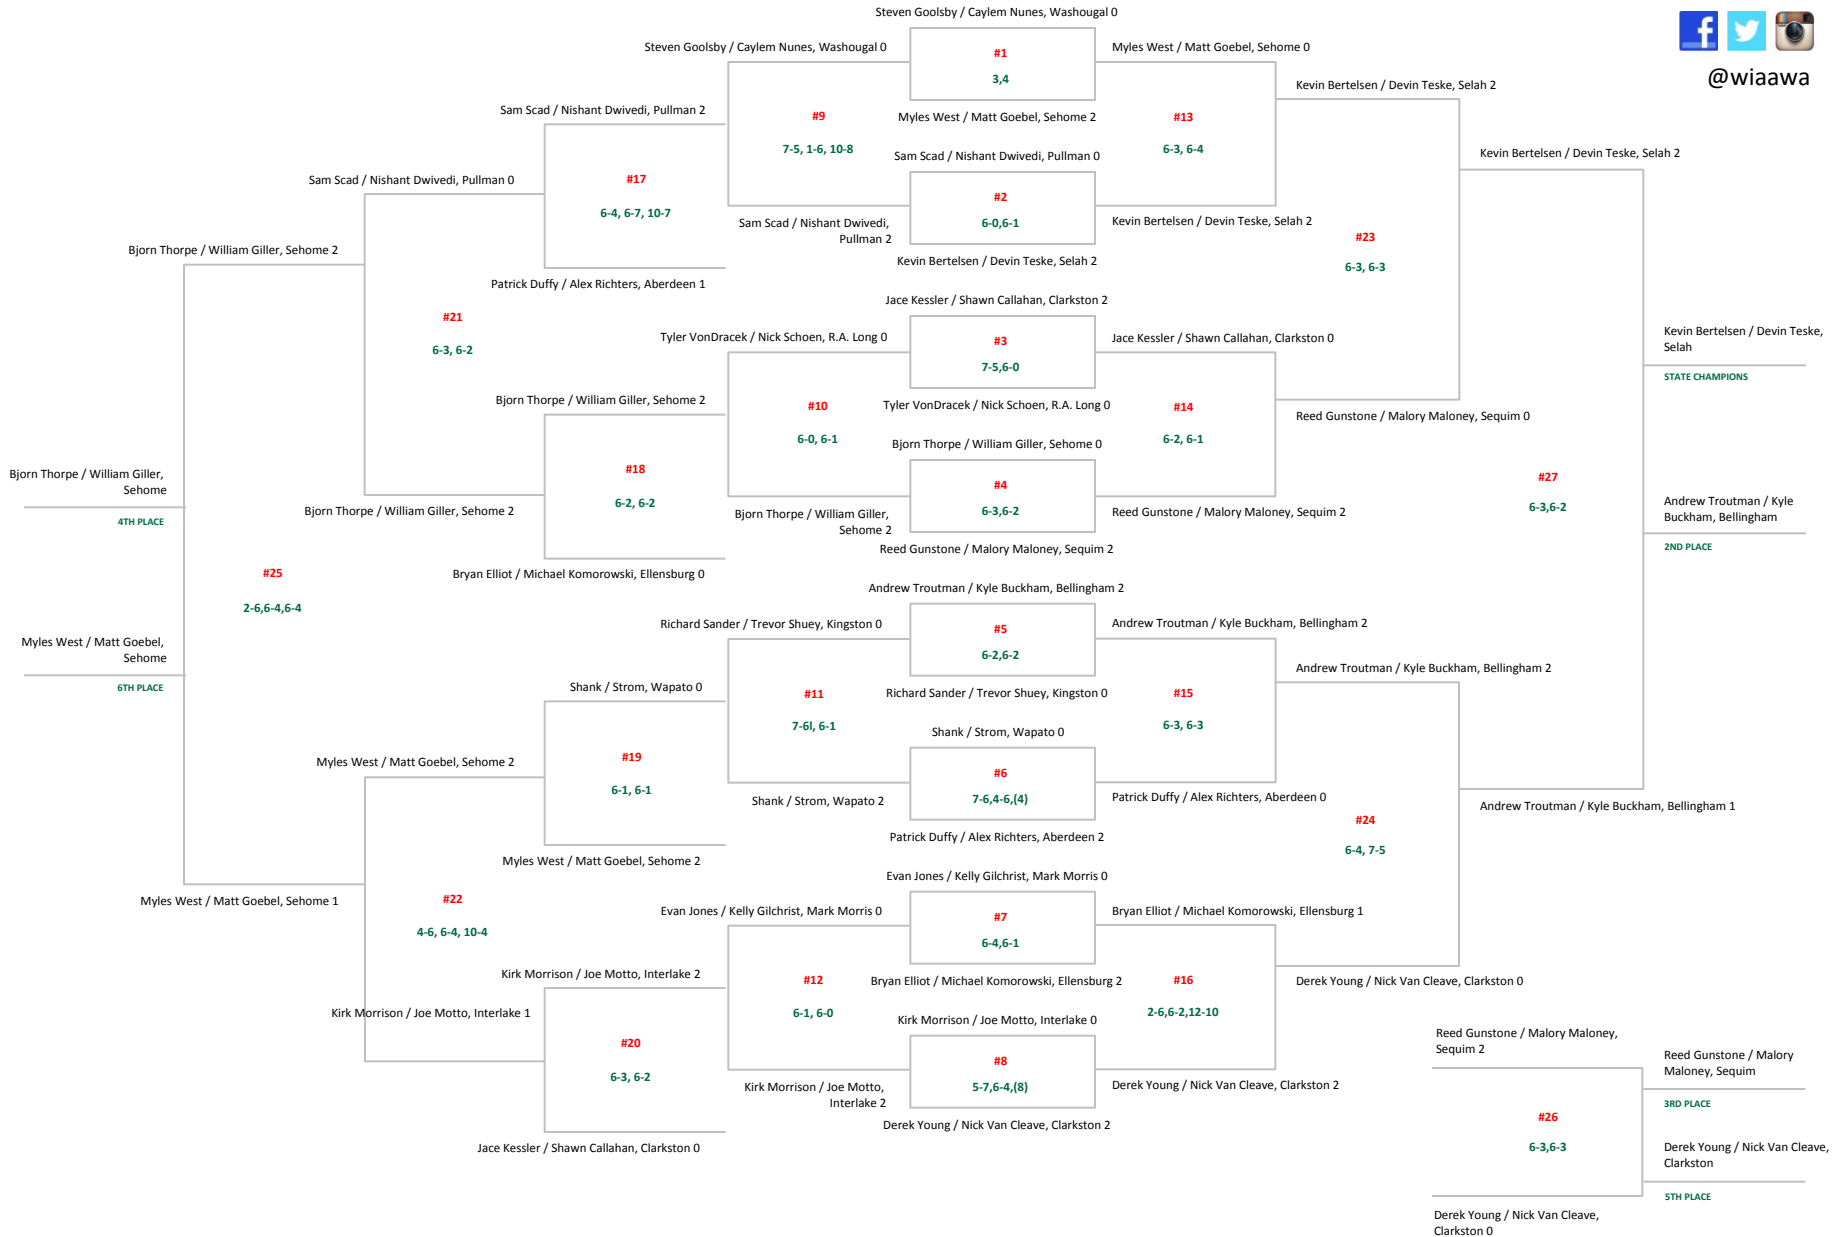 Steven Goolsby / Caylem Nunes, Washougal 0
@wiaawa
Steven Goolsby / Caylem Nunes, Washougal 0
#1
3,4
Myles West / Matt Goebel, Sehome 0
Kevin Bertelsen / Devin Teske, Selah 2
Sam Scad / Nishant Dwivedi, Pullman 2
#9
7-5, 1-6, 10-8
Myles West / Matt Goebel, Sehome 2
#13
6-3, 6-4
Sam Scad / Nishant Dwivedi, Pullman 0
Kevin Bertelsen / Devin Teske, Selah 2
Sam Scad / Nishant Dwivedi, Pullman 0
#17
6-4, 6-7, 10-7
#2
6-0,6-1
Sam Scad / Nishant Dwivedi,
Pullman 2
Kevin Bertelsen / Devin Teske, Selah 2
#23
6-3, 6-3
Bjorn Thorpe / William Giller, Sehome 2
Kevin Bertelsen / Devin Teske, Selah 2
Patrick Duffy / Alex Richters, Aberdeen 1
Jace Kessler / Shawn Callahan, Clarkston 2
#21
6-3, 6-2
Tyler VonDracek / Nick Schoen, R.A. Long 0
#3
7-5,6-0
Jace Kessler / Shawn Callahan, Clarkston 0
Kevin Bertelsen / Devin Teske,
Selah
STATE CHAMPIONS
Bjorn Thorpe / William Giller, Sehome 2
#10
6-0, 6-1
Tyler VonDracek / Nick Schoen, R.A. Long 0
#14
6-2, 6-1
Reed Gunstone / Malory Maloney, Sequim 0
Bjorn Thorpe / William Giller, Sehome 0
Bjorn Thorpe / William Giller,
Sehome
4TH PLACE
#18
6-2, 6-2
#4
6-3,6-2
#27
6-3,6-2
Bjorn Thorpe / William Giller, Sehome 2
Bjorn Thorpe / William Giller,
Sehome 2
Reed Gunstone / Malory Maloney, Sequim 2
Andrew Troutman / Kyle
Buckham, Bellingham
2ND PLACE
Reed Gunstone / Malory Maloney, Sequim 2
#25
2-6,6-4,6-4
Bryan Elliot / Michael Komorowski, Ellensburg 0
Andrew Troutman / Kyle Buckham, Bellingham 2
Richard Sander / Trevor Shuey, Kingston 0
#5
6-2,6-2
Andrew Troutman / Kyle Buckham, Bellingham 2
Myles West / Matt Goebel,
Sehome
6TH PLACE
Andrew Troutman / Kyle Buckham, Bellingham 2
Shank / Strom, Wapato 0
#11
7-6l, 6-1
Richard Sander / Trevor Shuey, Kingston 0
#15
6-3, 6-3
Shank / Strom, Wapato 0
Myles West / Matt Goebel, Sehome 2
#19
6-1, 6-1
#6
7-6,4-6,(4)
Shank / Strom, Wapato 2
Patrick Duffy / Alex Richters, Aberdeen 0
Andrew Troutman / Kyle Buckham, Bellingham 1
#24
6-4, 7-5
Patrick Duffy / Alex Richters, Aberdeen 2
Myles West / Matt Goebel, Sehome 2
Evan Jones / Kelly Gilchrist, Mark Morris 0
Myles West / Matt Goebel, Sehome 1
#22
4-6, 6-4, 10-4
Evan Jones / Kelly Gilchrist, Mark Morris 0
#7
6-4,6-1
Bryan Elliot / Michael Komorowski, Ellensburg 1
Kirk Morrison / Joe Motto, Interlake 2
#12
6-1, 6-0
Bryan Elliot / Michael Komorowski, Ellensburg 2
#16
2-6,6-2,12-10
Derek Young / Nick Van Cleave, Clarkston 0
Kirk Morrison / Joe Motto, Interlake 1
Kirk Morrison / Joe Motto, Interlake 0
#20
6-3, 6-2
#8
5-7,6-4,(8)
Kirk Morrison / Joe Motto,
Interlake 2
Derek Young / Nick Van Cleave, Clarkston 2
Derek Young / Nick Van Cleave, Clarkston 2
Jace Kessler / Shawn Callahan, Clarkston 0
Reed Gunstone / Malory Maloney,
Sequim 2
Reed Gunstone / Malory
Maloney, Sequim
3RD PLACE
#26
6-3,6-3
Derek Young / Nick Van Cleave,
Clarkston
5TH PLACE
Derek Young / Nick Van Cleave,
Clarkston 0